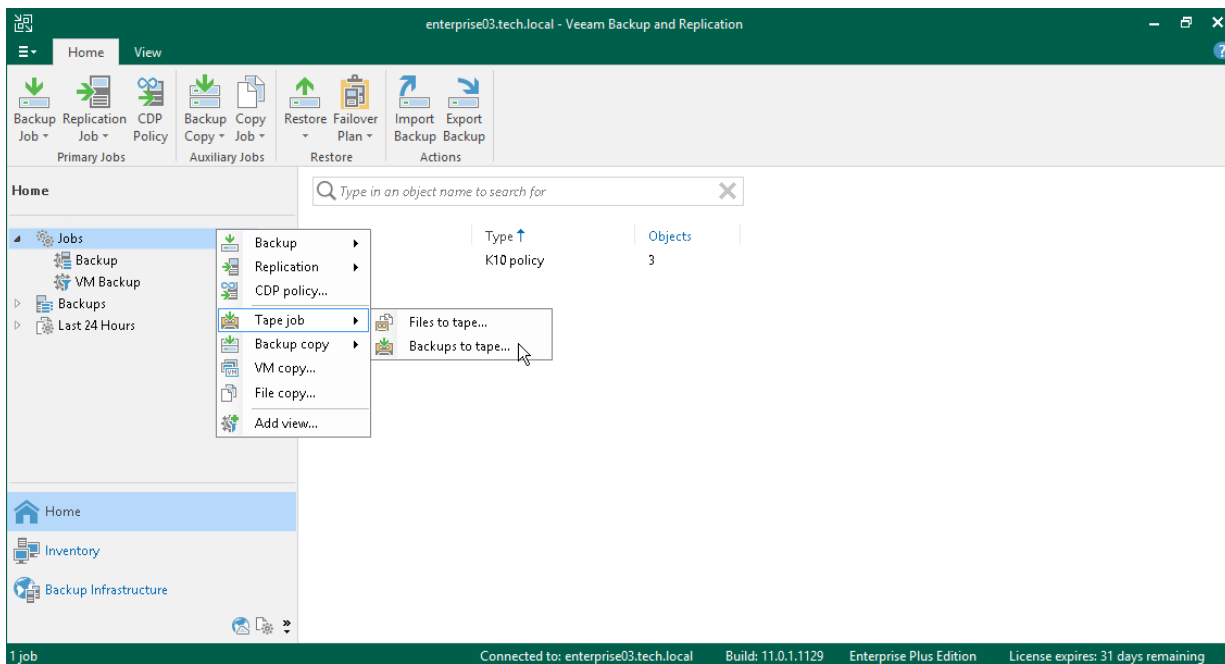 enterprise03.tech.local - Veeam Backup and Replication
Home View
Backup Replication CDP Backup Copy Restore Failover Import Export
Job Job Policy Copy Job Plan Backup Backup
Primary Jobs Auxiliary Jobs Restore Actions
Home
Type in an object name to search for
Jobs
Backup
VM Backup
Backups
Last 24 Hours
Type Objects
K10 policy 3
Backup
Replication
CDP policy...
Tape job
Backup copy
VM copy...
File copy...
Add view...
Files to tape...
Backups to tape...
Home
Inventory
Backup Infrastructure
1 job Connected to: enterprise03.tech.local Build: 11.0.1.1129 Enterprise Plus Edition License expires: 31 days remaining